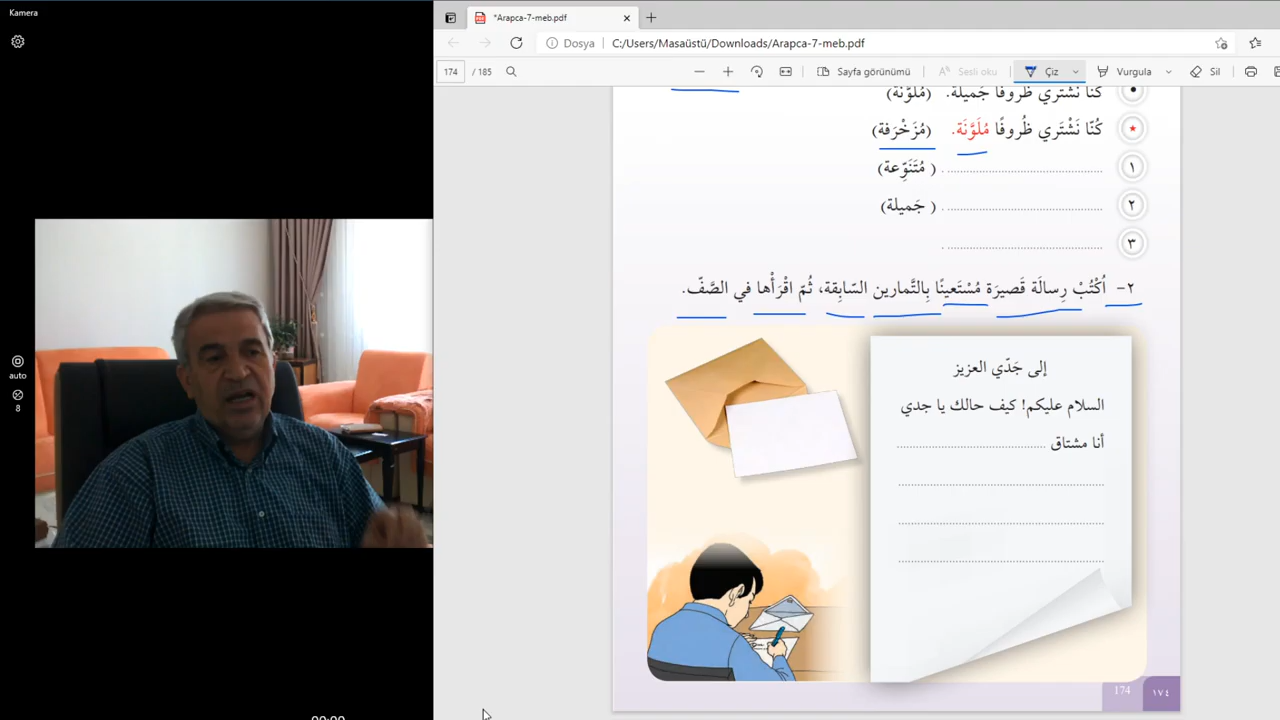 Kamera
*Arapca-7-meb.pdf
Dosya
C:/Users/Masaüstü/Downloads/Arapca-7-meb.pdf
174 / 185
Sayfa görünümü
Sesli oku
Çiz
Vurgula
Sil
• كُنّا نَشْتَري ظُروفًا جَميلَة. (مُلَوَّنَة)
★ كُنّا نَشْتَري ظُروفًا مُلَوَّنَة. (مُزَخْرَفة)
١ ........................................ . (مُتَنَوِّعة)
٢ ........................................ . (جَميلة)
٣ ........................................ .
٢- اُكْتُبْ رِسالَة قَصيرَة مُسْتَعينًا بِالتَّمارين السّابِقة، ثُمّ اقْرَأْها في الصَّفّ.
إلى جَدّي العزيز
السلام عليكم! كيف حالك يا جدي
أنا مشتاق ........................................
174 ١٧٤
auto
8